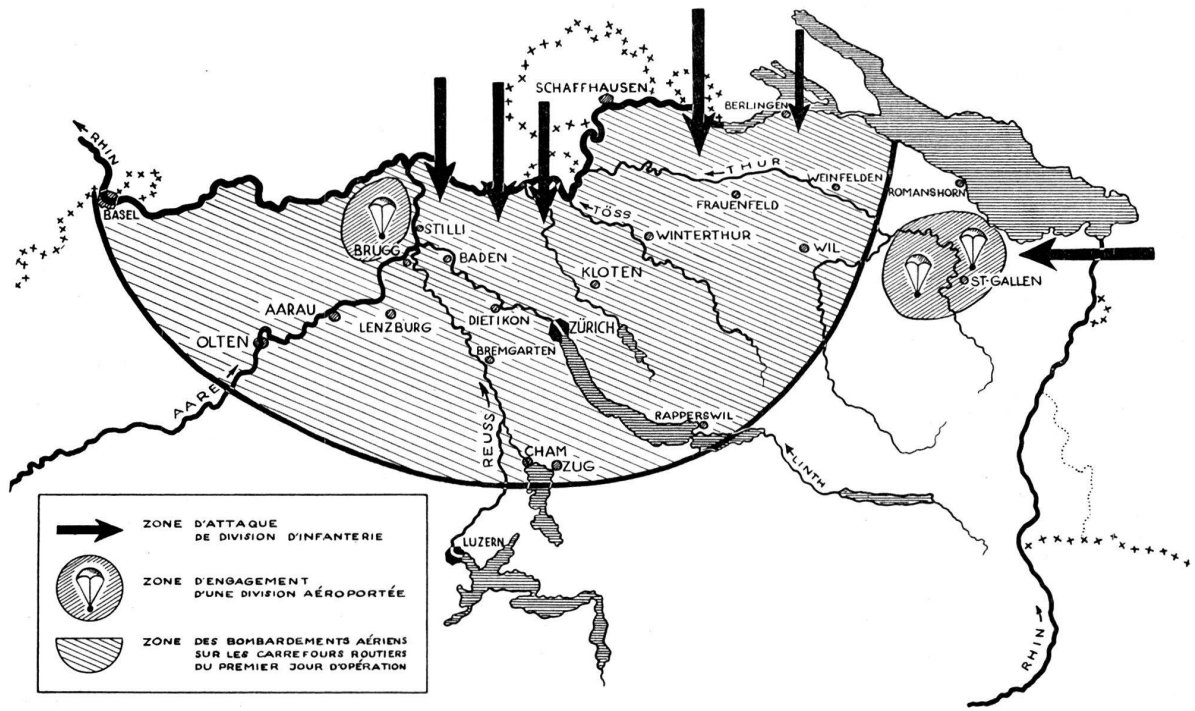 SCHAFFHAUSEN
BERLINGEN
RHIN
THUR
WEINFELDEN
ROMANSHORN
BASEL
FRAUENFELD
TÖSS
STILLI
WINTERTHUR
BRUGG
BADEN
WIL
KLOTEN
ST-GALLEN
AARAU
LENZBURG
DIETIKON
ZÜRICH
OLTEN
BREMGARTEN
AARE
RAPPERSWIL
REUSS
CHAM
ZUG
LINTH
LUZERN
RHIN
ZONE D'ATTAQUE
DE DIVISION D'INFANTERIE
ZONE D'ENGAGEMENT
D'UNE DIVISION AÉROPORTÉE
ZONE DES BOMBARDEMENTS AÉRIENS
SUR LES CARREFOURS ROUTIERS
DU PREMIER JOUR D'OPÉRATION